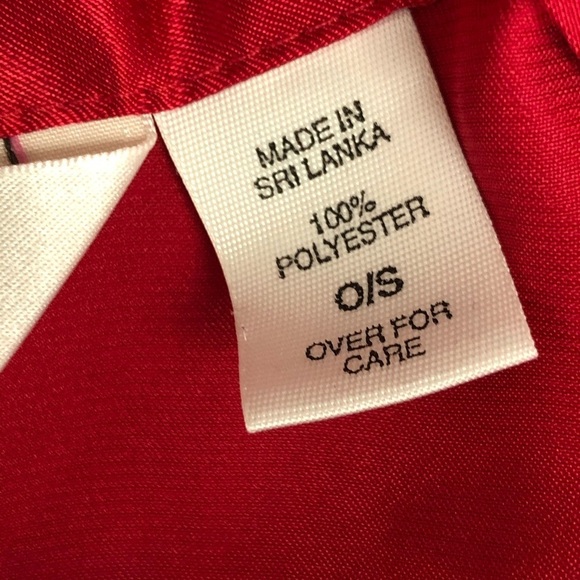 MADE IN
SRI LANKA
100%
POLYESTER
O/S
OVER FOR
CARE